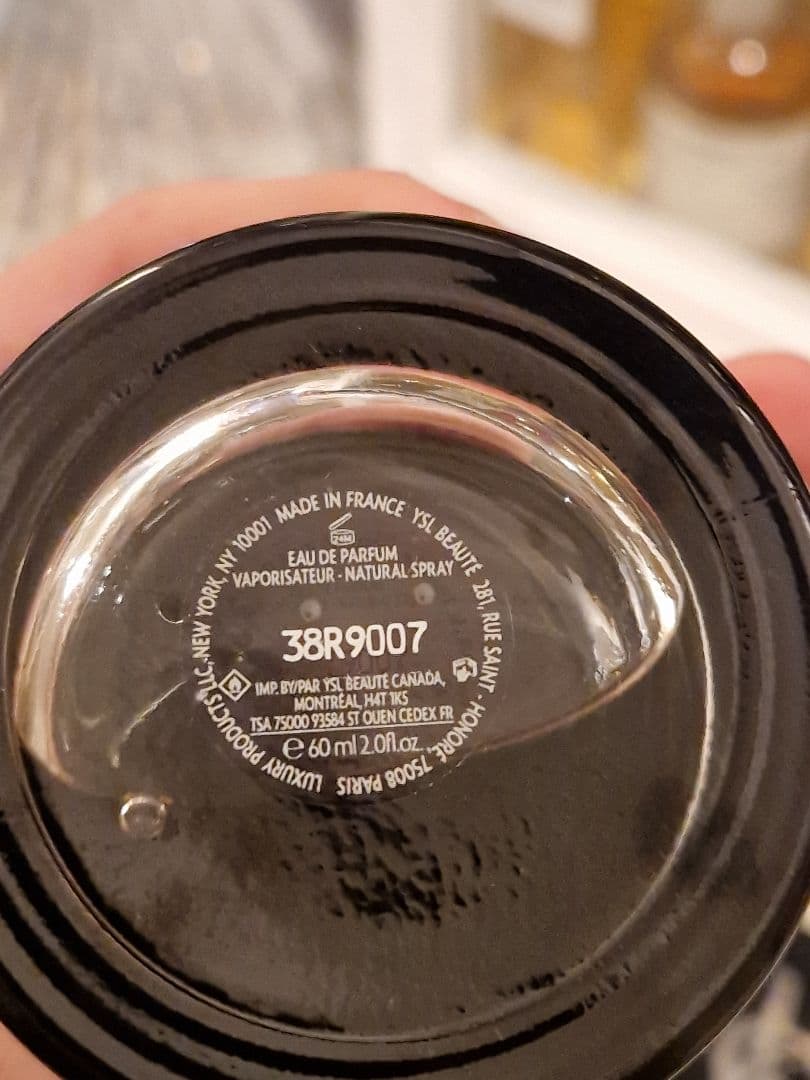 MADE IN FRANCE YSL BEAUTÉ 281, RUE SAINT-HONORÉ, 75008 PARIS LUXURY PRODUCTS LLC, NEW YORK, NY 10001
24M
EAU DE PARFUM
VAPORISATEUR - NATURAL SPRAY
38R9007
IMP. BY/PAR YSL BEAUTÉ CANADA,
MONTRÉAL, H4T 1K5
TSA 75000 93584 ST OUEN CEDEX FR
e 60 ml 2.0fl.oz.